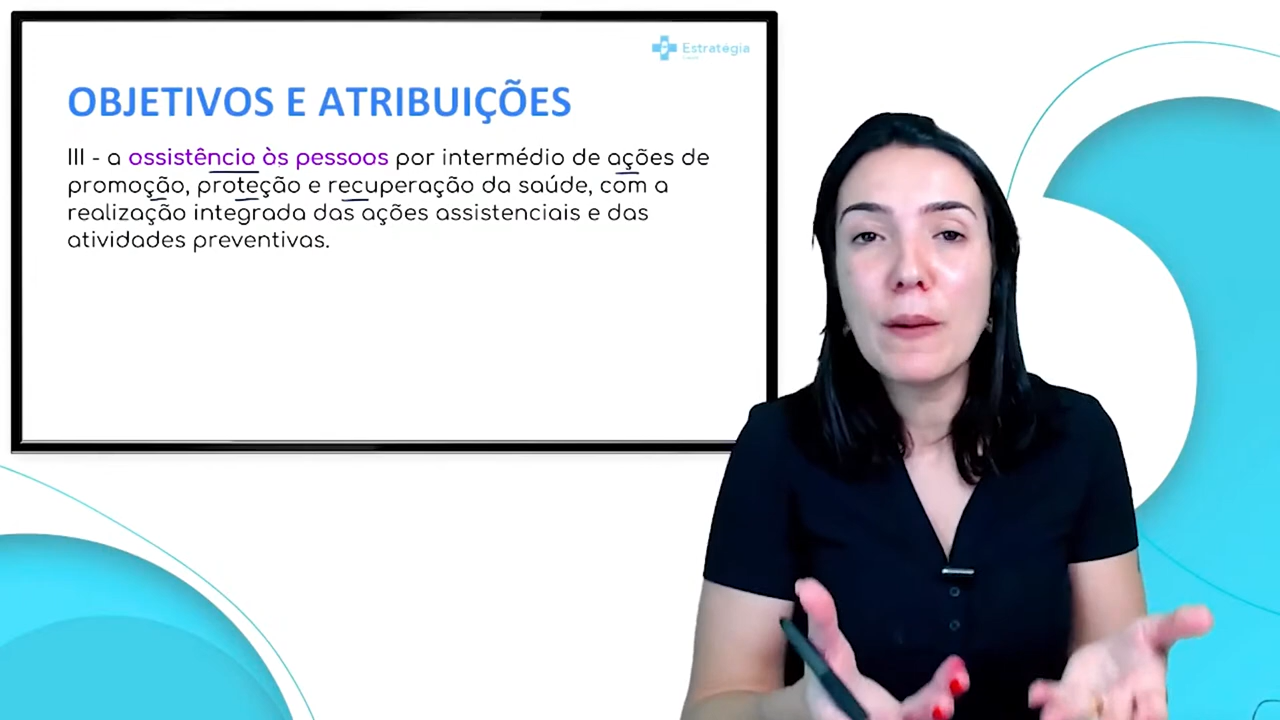 Estratégia
OBJETIVOS E ATRIBUIÇÕES
III - a assistência às pessoas por intermédio de ações de
promoção, proteção e recuperação da saúde, com a
realização integrada das ações assistenciais e das
atividades preventivas.